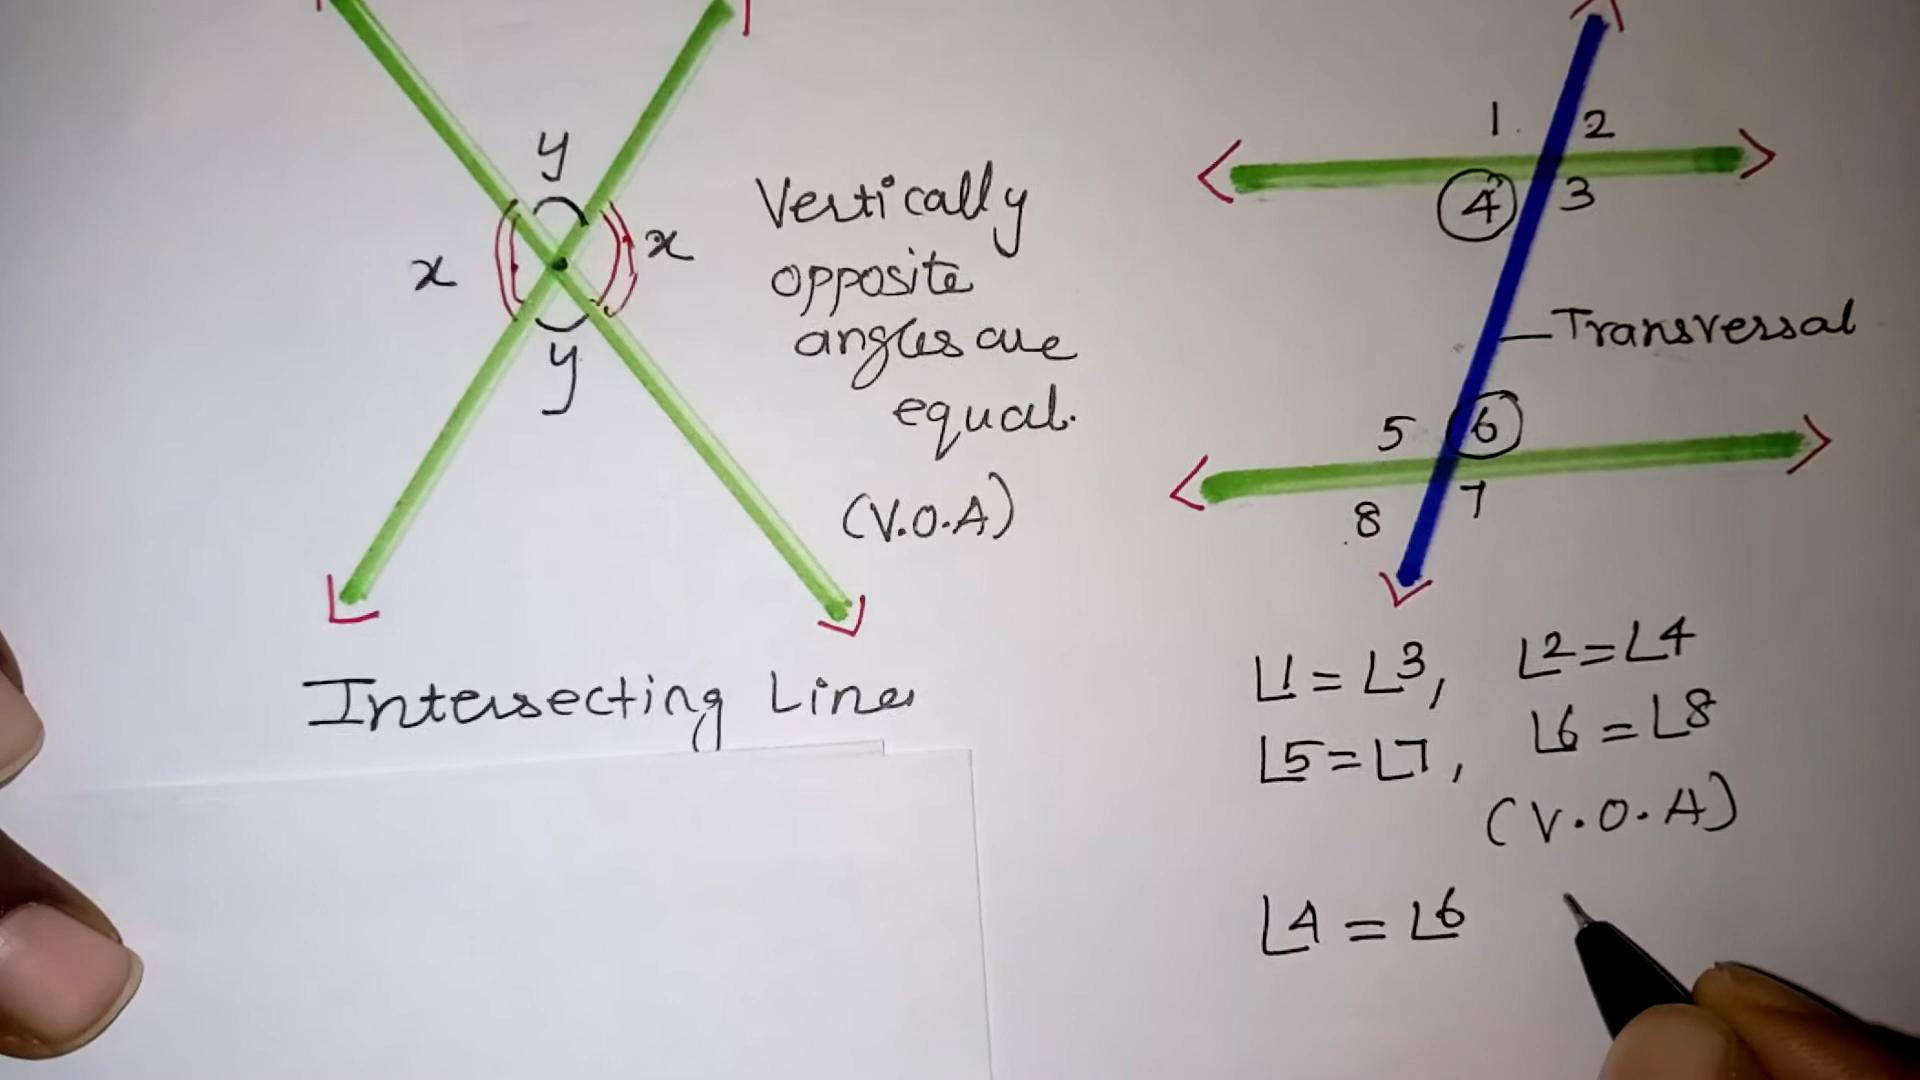 y
x
x
y
Vertically
opposite
angles are
equal.
(V.O.A)
Intersecting Lines
1 2
4 3
Transversal
5 6
8 7
∠1 = ∠3, ∠2 = ∠4
∠5 = ∠7, ∠6 = ∠8
(V.O.A)
∠4 = ∠6